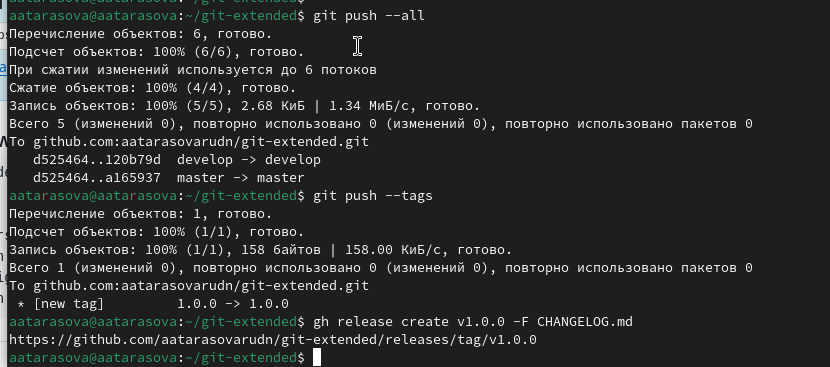 aatarasova@aatarasova:~/git-extended$ git push --all
Перечисление объектов: 6, готово.
Подсчет объектов: 100% (6/6), готово.
При сжатии изменений используется до 6 потоков
Сжатие объектов: 100% (4/4), готово.
Запись объектов: 100% (5/5), 2.68 КиБ | 1.34 МиБ/с, готово.
Всего 5 (изменений 0), повторно использовано 0 (изменений 0), повторно использовано пакетов 0
To github.com:aatarasovarudn/git-extended.git
   d525464..120b79d  develop -> develop
   d525464..a165937  master -> master
aatarasova@aatarasova:~/git-extended$ git push --tags
Перечисление объектов: 1, готово.
Подсчет объектов: 100% (1/1), готово.
Запись объектов: 100% (1/1), 158 байтов | 158.00 КиБ/с, готово.
Всего 1 (изменений 0), повторно использовано 0 (изменений 0), повторно использовано пакетов 0
To github.com:aatarasovarudn/git-extended.git
 * [new tag]         1.0.0 -> 1.0.0
aatarasova@aatarasova:~/git-extended$ gh release create v1.0.0 -F CHANGELOG.md
https://github.com/aatarasovarudn/git-extended/releases/tag/v1.0.0
aatarasova@aatarasova:~/git-extended$